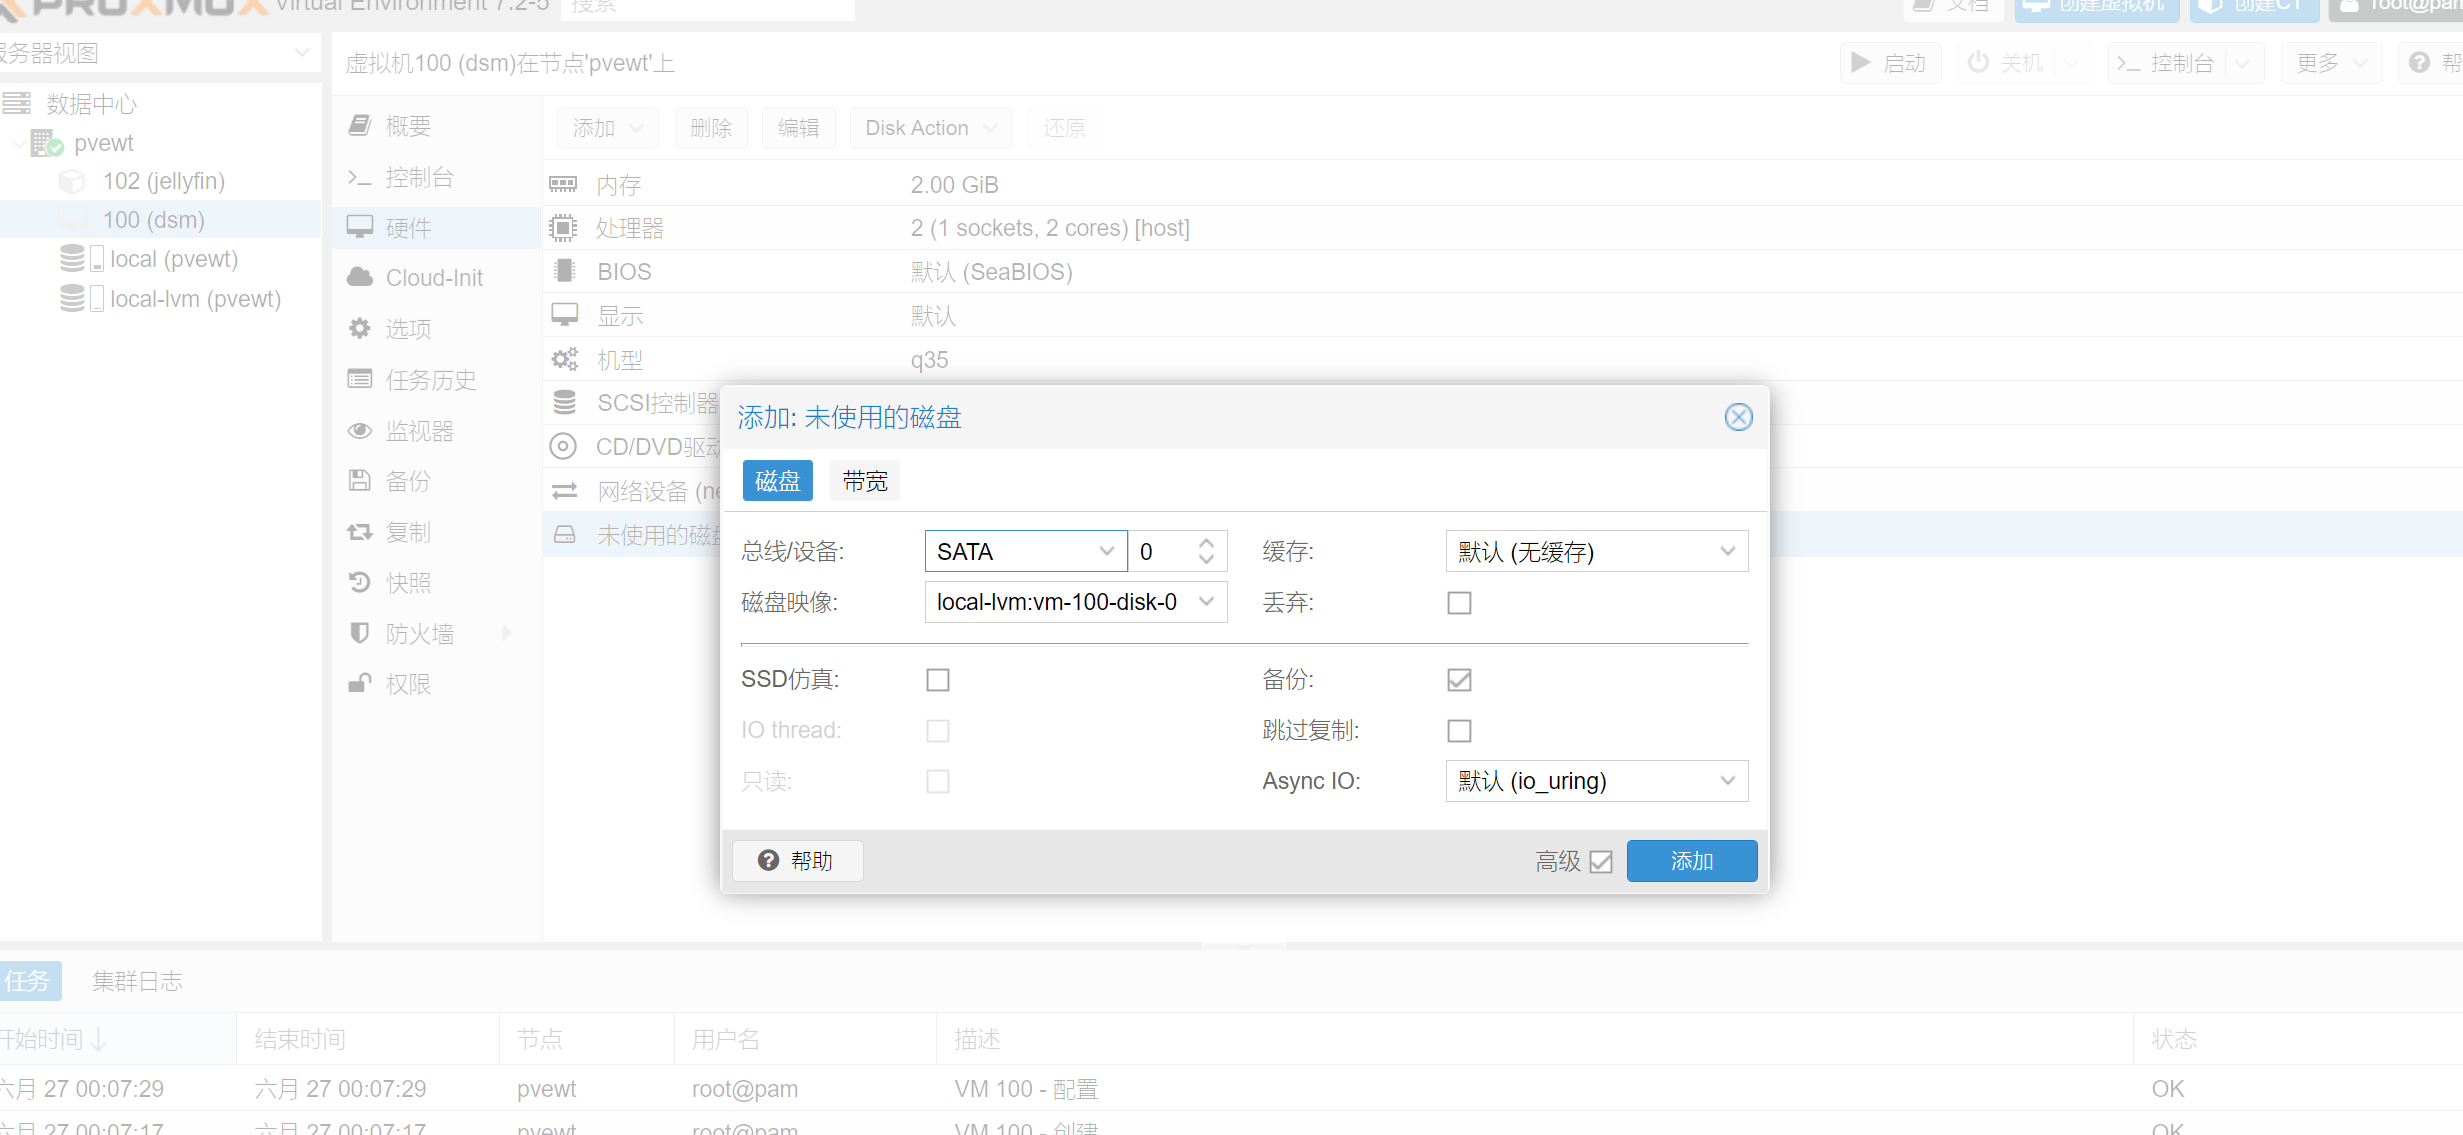 PROXMOX Virtual Environment 7.2-5 搜索 文档 创建虚拟机 创建CT root@pam
服务器视图
虚拟机100 (dsm)在节点'pvewt'上 启动 关机 控制台 更多 帮
数据中心
pvewt
102 (jellyfin)
100 (dsm)
local (pvewt)
local-lvm (pvewt)
概要
控制台
硬件
Cloud-Init
选项
任务历史
监视器
备份
复制
快照
防火墙
权限
添加 删除 编辑 Disk Action 还原
内存 2.00 GiB
处理器 2 (1 sockets, 2 cores) [host]
BIOS 默认 (SeaBIOS)
显示 默认
机型 q35
SCSI控制器
CD/DVD驱动
网络设备 (ne
未使用的磁盘
添加: 未使用的磁盘
磁盘 带宽
总线/设备: SATA 0 缓存: 默认 (无缓存)
磁盘映像: local-lvm:vm-100-disk-0 丢弃:
SSD仿真: 备份:
IO thread: 跳过复制:
只读: Async IO: 默认 (io_uring)
帮助 高级 添加
任务 集群日志
开始时间 结束时间 节点 用户名 描述 状态
六月 27 00:07:29 六月 27 00:07:29 pvewt root@pam VM 100 - 配置 OK
六月 27 00:07:17 六月 27 00:07:17 pvewt root@pam VM 100 - 创建 OK